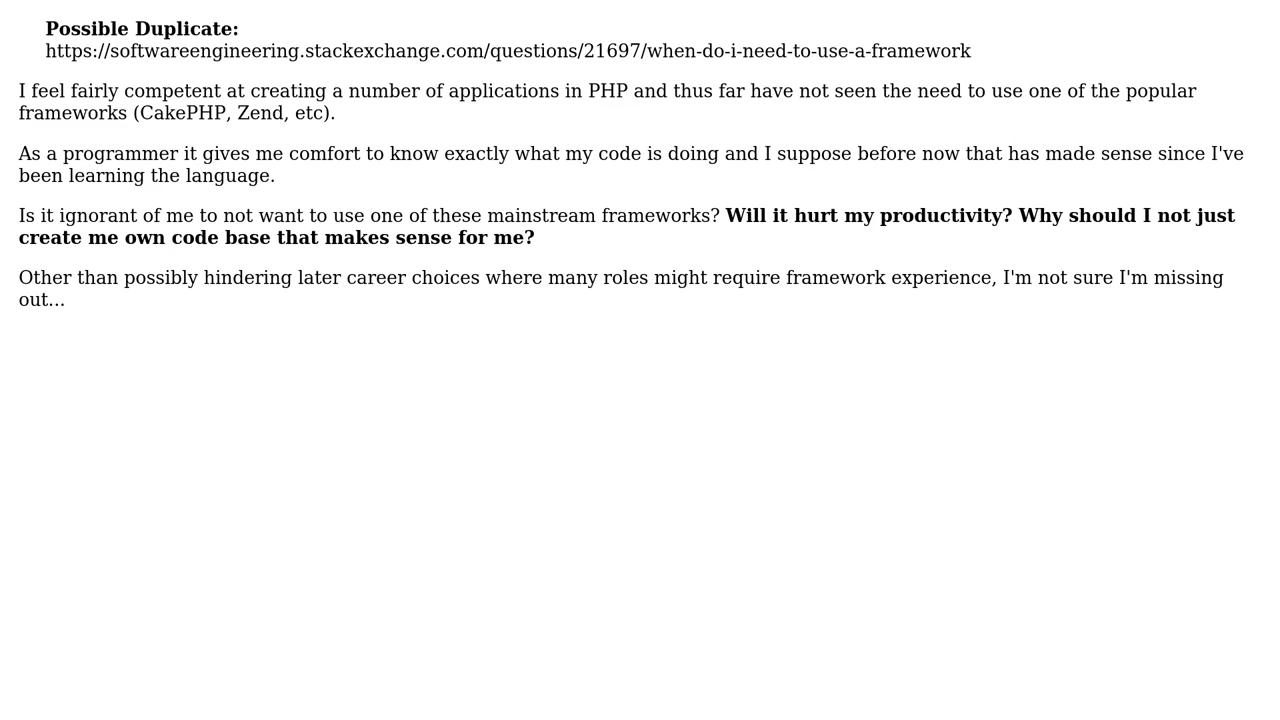 Possible Duplicate:
https://softwareengineering.stackexchange.com/questions/21697/when-do-i-need-to-use-a-framework
I feel fairly competent at creating a number of applications in PHP and thus far have not seen the need to use one of the popular
frameworks (CakePHP, Zend, etc).
As a programmer it gives me comfort to know exactly what my code is doing and I suppose before now that has made sense since I've
been learning the language.
Is it ignorant of me to not want to use one of these mainstream frameworks? Will it hurt my productivity? Why should I not just
create me own code base that makes sense for me?
Other than possibly hindering later career choices where many roles might require framework experience, I'm not sure I'm missing
out...